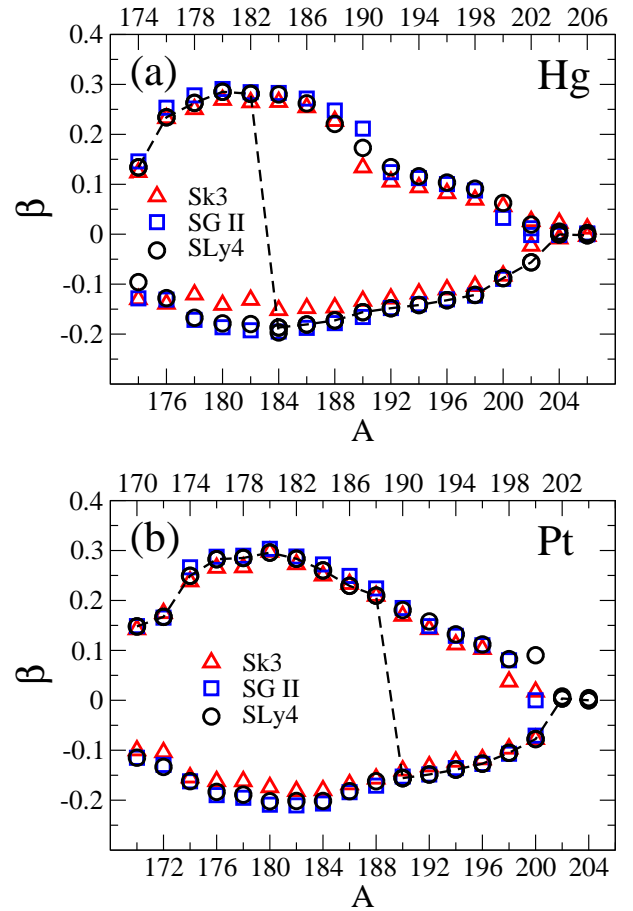 174 178 182 186 190 194 198 202 206
0.4
(a) Hg
0.3
0.2
0.1
Sk3
SG II
β
0
SLy4
-0.1
-0.2
176 180 184 188 192 196 200 204
A
170 174 178 182 186 190 194 198 202
0.4
(b) Pt
0.3
0.2
0.1
Sk3
SG II
β
0
SLy4
-0.1
-0.2
172 176 180 184 188 192 196 200 204
A